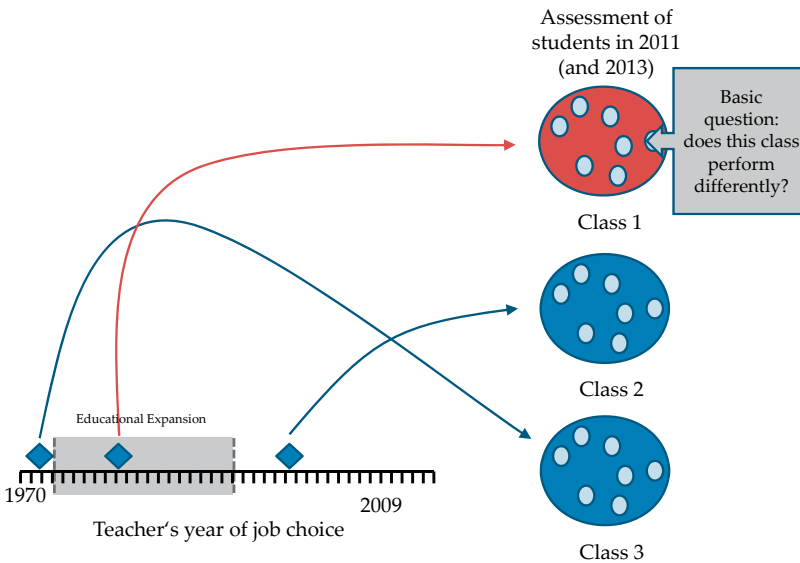 Assessment of
students in 2011
(and 2013)
Basic
question:
does this class
perform
differently?
Class 1
Class 2
Educational Expansion
1970
2009
Teacher‘s year of job choice
Class 3